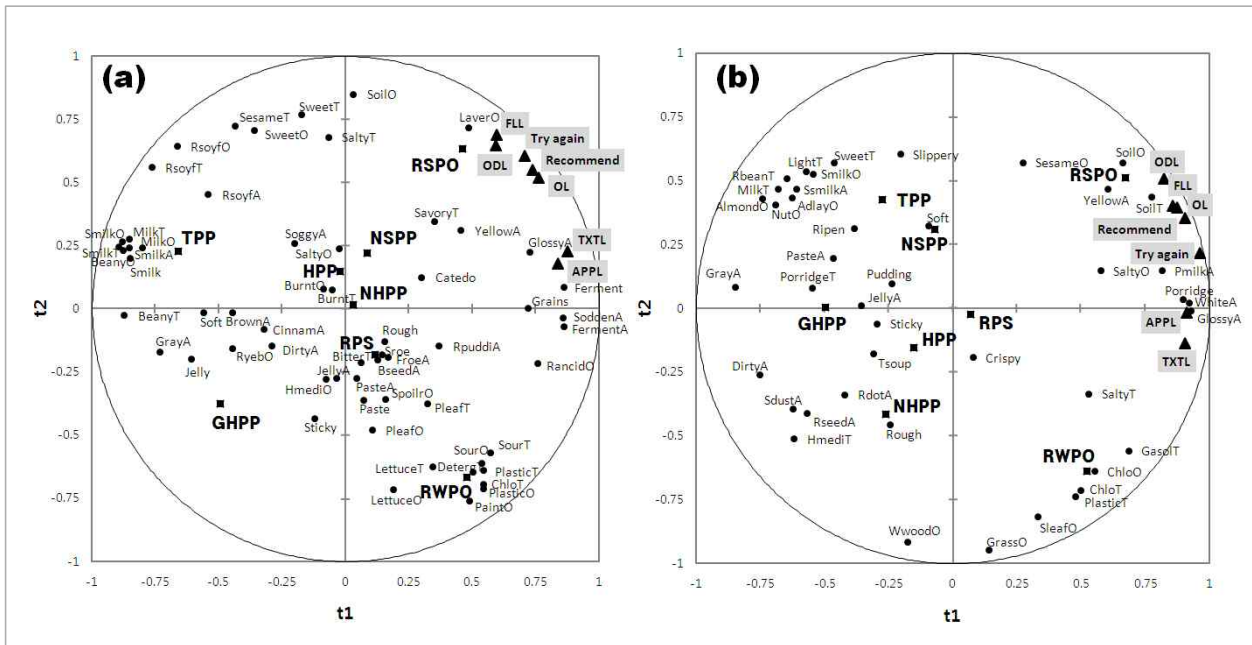 (a)
t2
1
0.75
0.5
0.25
0
-0.25
-0.5
-0.75
-1
SoilO
SweetT
SesameT
SweetO
SaltyT
LaverO
FLL
Try again
RSPO
ODL
Recommend
OL
RsoyfO
RsoyfT
RsoyfA
SavoryT
YellowA
SoggyA
SaltyO
NSPP
GlossyA
TXTL
APPL
SmilkO
MilkT
MilkO
SmilkT
SmilkA
BeanyO
Smilk
TPP
HPP
BurntO
BurntT
NHPP
Catedo
Ferment
Grains
SoddenA
FermentA
BeanyT
Soft
BrownA
CinnamA
GrayA
RyebO
DirtyA
Jelly
RPS
Rough
BitterT
Sroe
FroeA
BseedA
RpuddiA
RancidO
JellyA
HmediO
PasteA
SpoilrO
Paste
PleafT
GHPP
Sticky
PleafO
SourO
SourT
LettuceT
DetergT
PlasticT
RWPO
ChloT
PlasticO
LettuceO
PaintO
-1
-0.75
-0.5
-0.25
0
0.25
0.5
0.75
1
t1
(b)
t2
1
0.75
0.5
0.25
0
-0.25
-0.5
-0.75
-1
Slippery
SesameO
SoilO
ODL
RSPO
FLL
LightT
SweetT
SmilkO
RbeanT
MilkT
SsmilkA
AlmondO
AdlayO
NutO
TPP
YellowA
SoilT
OL
Recommend
Ripen
Soft
NSPP
Try again
PasteA
SaltyO
PmilkA
GrayA
PorridgeT
Pudding
JellyA
Porridge
WhiteA
GlossyA
GHPP
Sticky
RPS
APPL
HPP
TXTL
Tsoup
Crispy
DirtyA
SdustA
RdotA
SaltyT
RseedA
NHPP
Rough
HmediT
GasolT
RWPO
ChloO
ChloT
PlasticT
SleafO
WwoodO
GrassO
-1
-0.75
-0.5
-0.25
0
0.25
0.5
0.75
1
t1